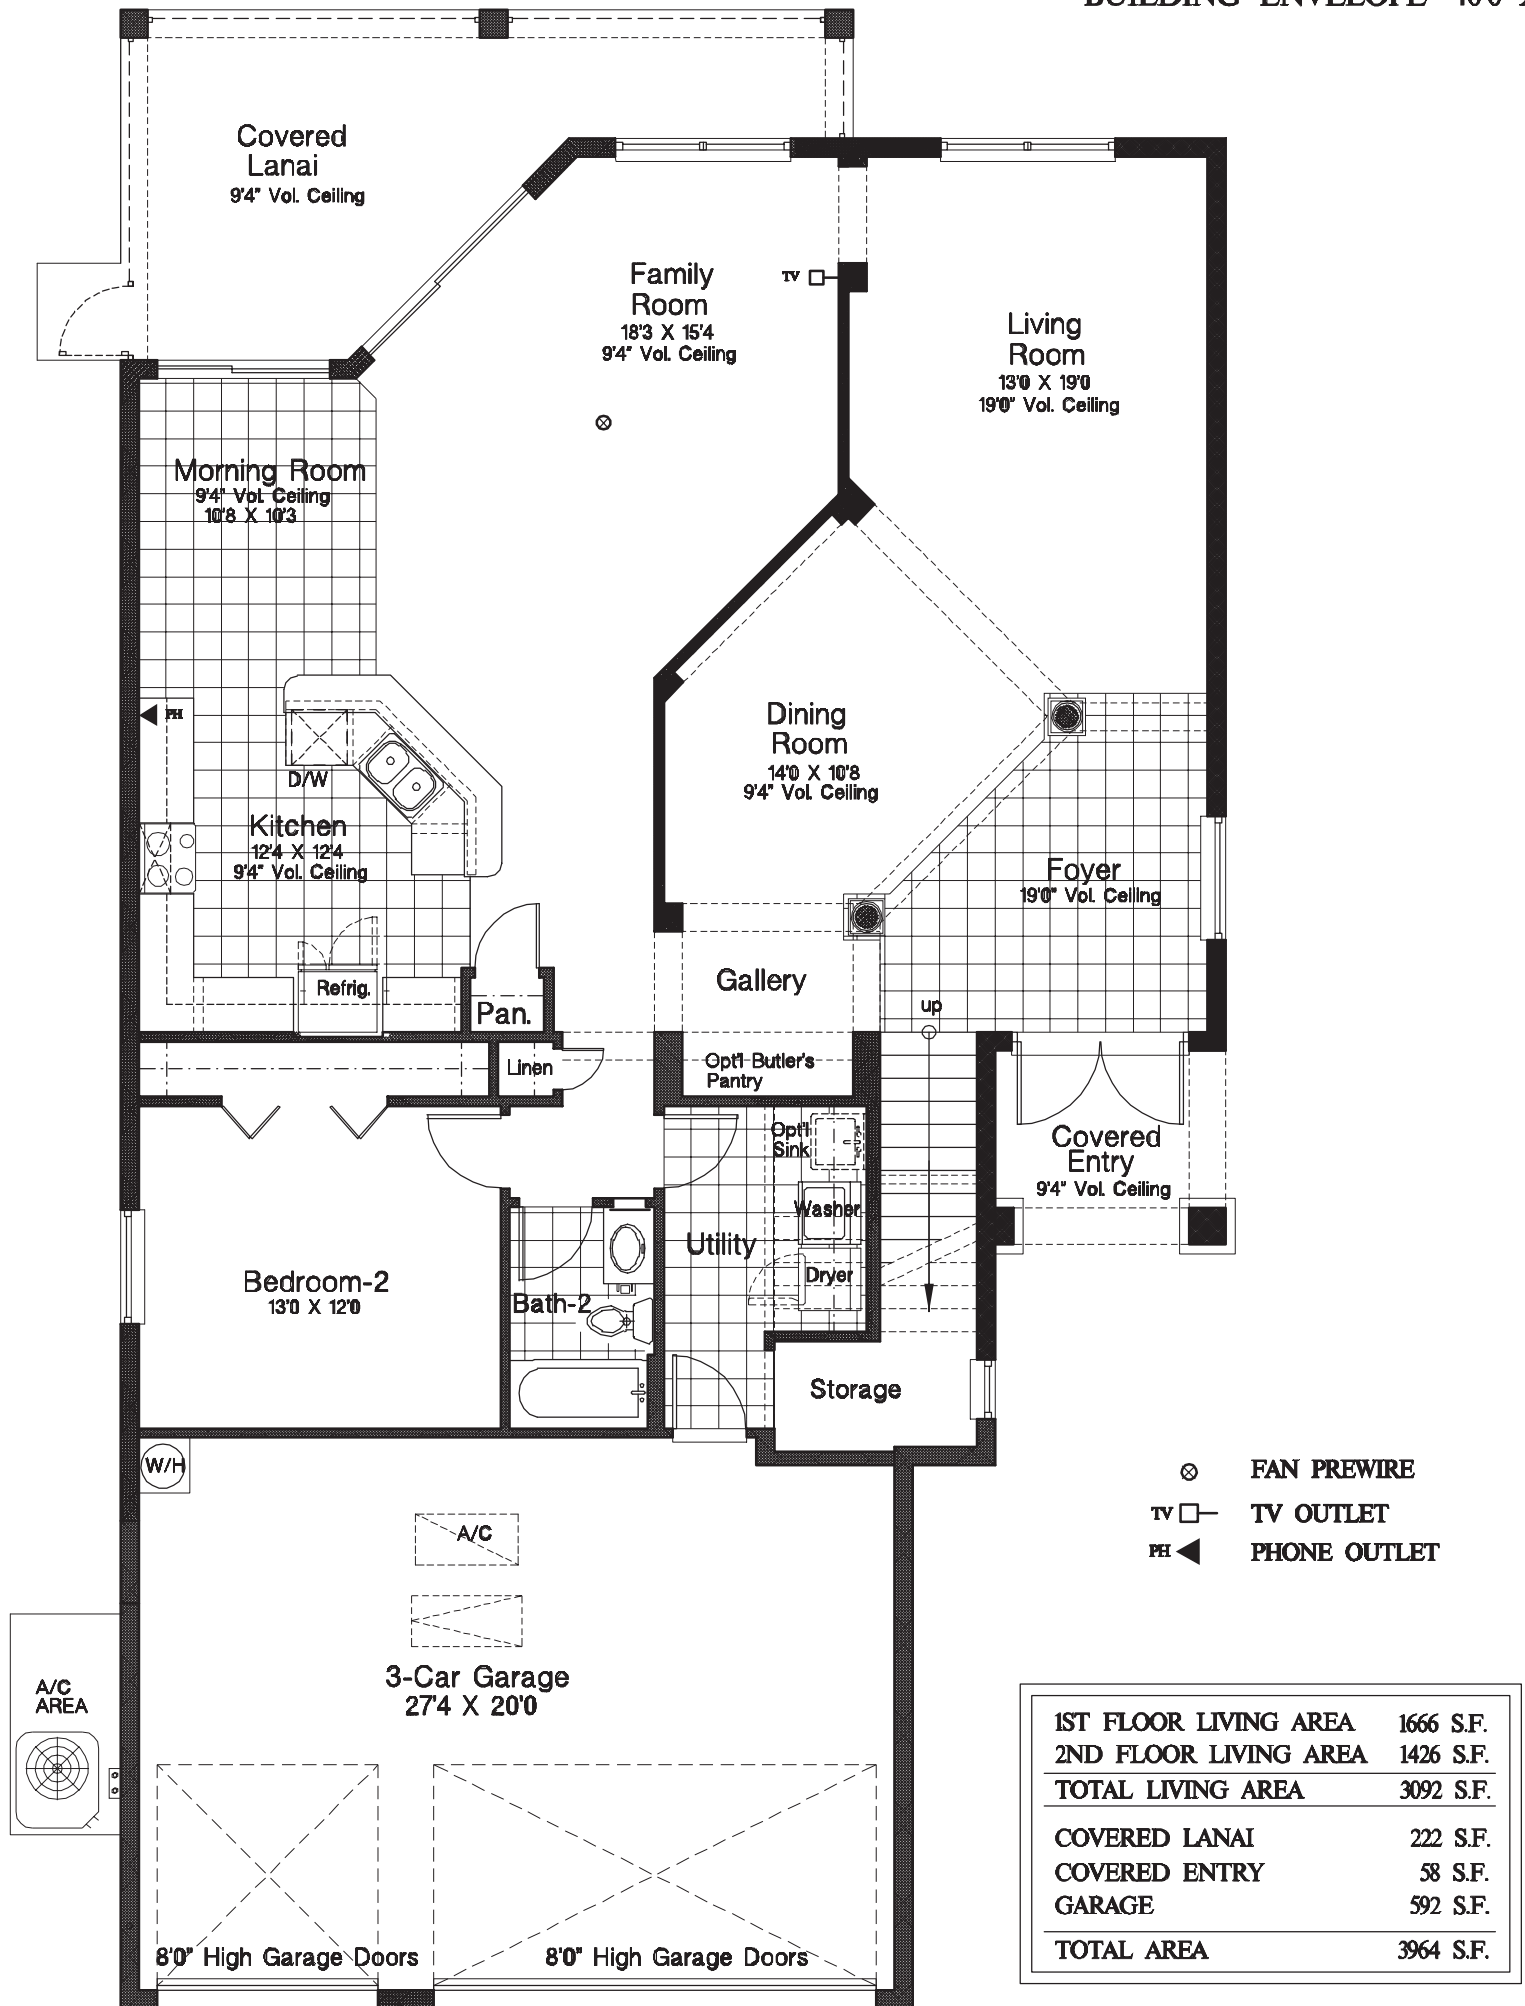 BUILDING ENVELOPE
Covered
Lanai
9'4" Vol. Ceiling
Family
Room
18'3 X 15'4
9'4" Vol. Ceiling
TV
Living
Room
13'0 X 19'0
19'0" Vol. Ceiling
Morning Room
9'4" Vol. Ceiling
10'8 X 10'3
PH
D/W
Kitchen
12'4 X 12'4
9'4" Vol. Ceiling
Dining
Room
14'0 X 10'8
9'4" Vol. Ceiling
Foyer
19'0" Vol. Ceiling
Refrig.
Pan.
Gallery
up
Linen
Opt'l Butler's
Pantry
Opt'l
Sink
Covered
Entry
9'4" Vol. Ceiling
Washer
Utility
Dryer
Bedroom-2
13'0 X 12'0
Bath-2
Storage
W/H
A/C
FAN PREWIRE
TV
TV OUTLET
PH
PHONE OUTLET
3-Car Garage
27'4 X 20'0
A/C
AREA
8'0" High Garage Doors
8'0" High Garage Doors
1ST FLOOR LIVING AREA 1666 S.F.
2ND FLOOR LIVING AREA 1426 S.F.
TOTAL LIVING AREA 3092 S.F.
COVERED LANAI 222 S.F.
COVERED ENTRY 58 S.F.
GARAGE 592 S.F.
TOTAL AREA 3964 S.F.